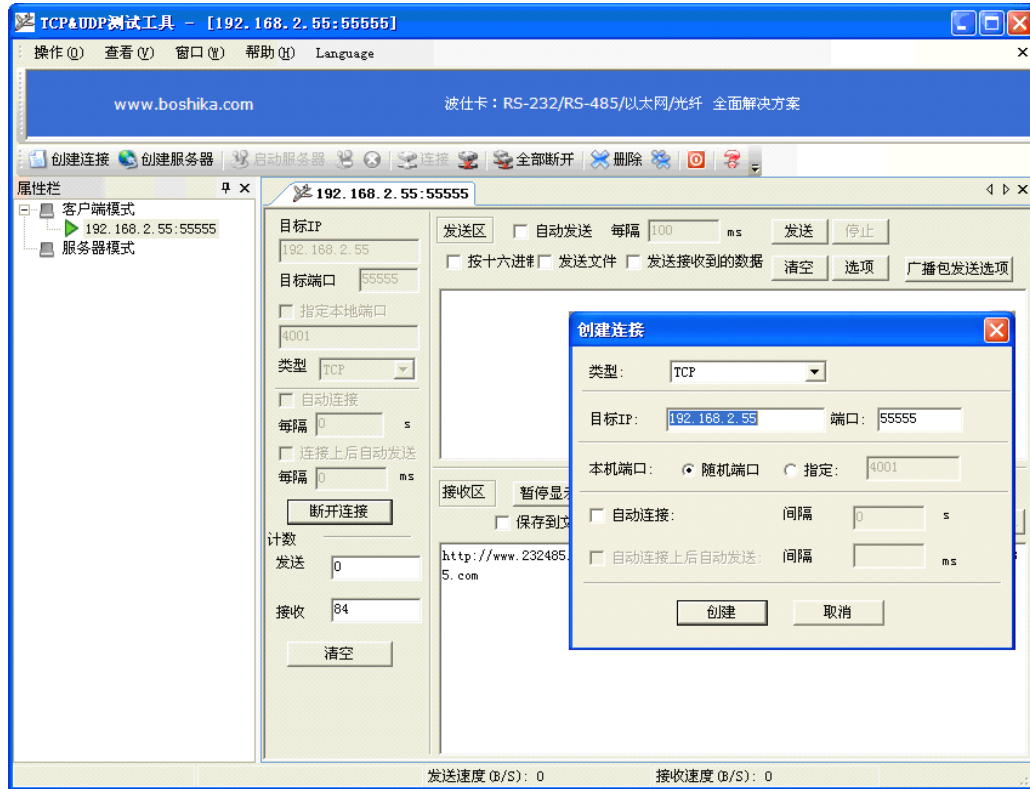 TCP&UDP测试工具 - [192.168.2.55:55555]
操作(O) 查看(V) 窗口(W) 帮助(H) Language
www.boshika.com 波仕卡：RS-232/RS-485/以太网/光纤 全面解决方案
创建连接 创建服务器 启动服务器 连接 全部断开 删除
属性栏
客户端模式
192.168.2.55:55555
服务器模式
192.168.2.55:55555
目标IP
192.168.2.55
目标端口 55555
指定本地端口
4001
类型 TCP
自动连接
每隔 0 s
连接上后自动发送
每隔 0 ms
断开连接
计数
发送 0
接收 84
清空
发送区 自动发送 每隔 100 ms 发送 停止
按十六进制 发送文件 发送接收到的数据 清空 选项 广播包发送选项
接收区 暂停显示
保存到文
http://www.232485.
5.com
创建连接
类型: TCP
目标IP: 192.168.2.55 端口: 55555
本机端口: 随机端口 指定: 4001
自动连接: 间隔 0 s
自动连接上后自动发送: 间隔 ms
创建 取消
发送速度(B/S): 0 接收速度(B/S): 0